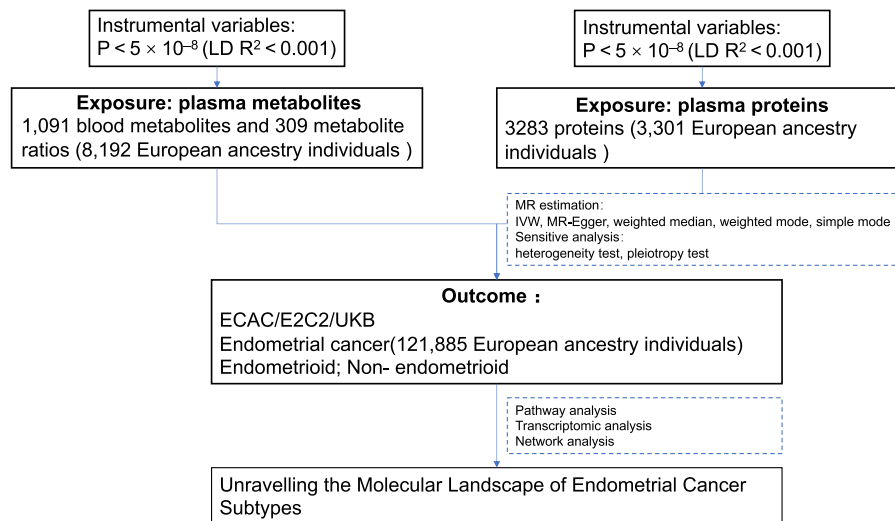 Instrumental variables:
P < 5 × 10⁻⁸ (LD R² < 0.001)
Instrumental variables:
P < 5 × 10⁻⁸ (LD R² < 0.001)
Exposure: plasma metabolites
1,091 blood metabolites and 309 metabolite
ratios (8,192 European ancestry individuals )
Exposure: plasma proteins
3283 proteins (3,301 European ancestry
individuals )
MR estimation:
IVW, MR-Egger, weighted median, weighted mode, simple mode
Sensitive analysis:
heterogeneity test, pleiotropy test
Outcome :
ECAC/E2C2/UKB
Endometrial cancer(121,885 European ancestry individuals)
Endometrioid; Non- endometrioid
Pathway analysis
Transcriptomic analysis
Network analysis
Unravelling the Molecular Landscape of Endometrial Cancer
Subtypes